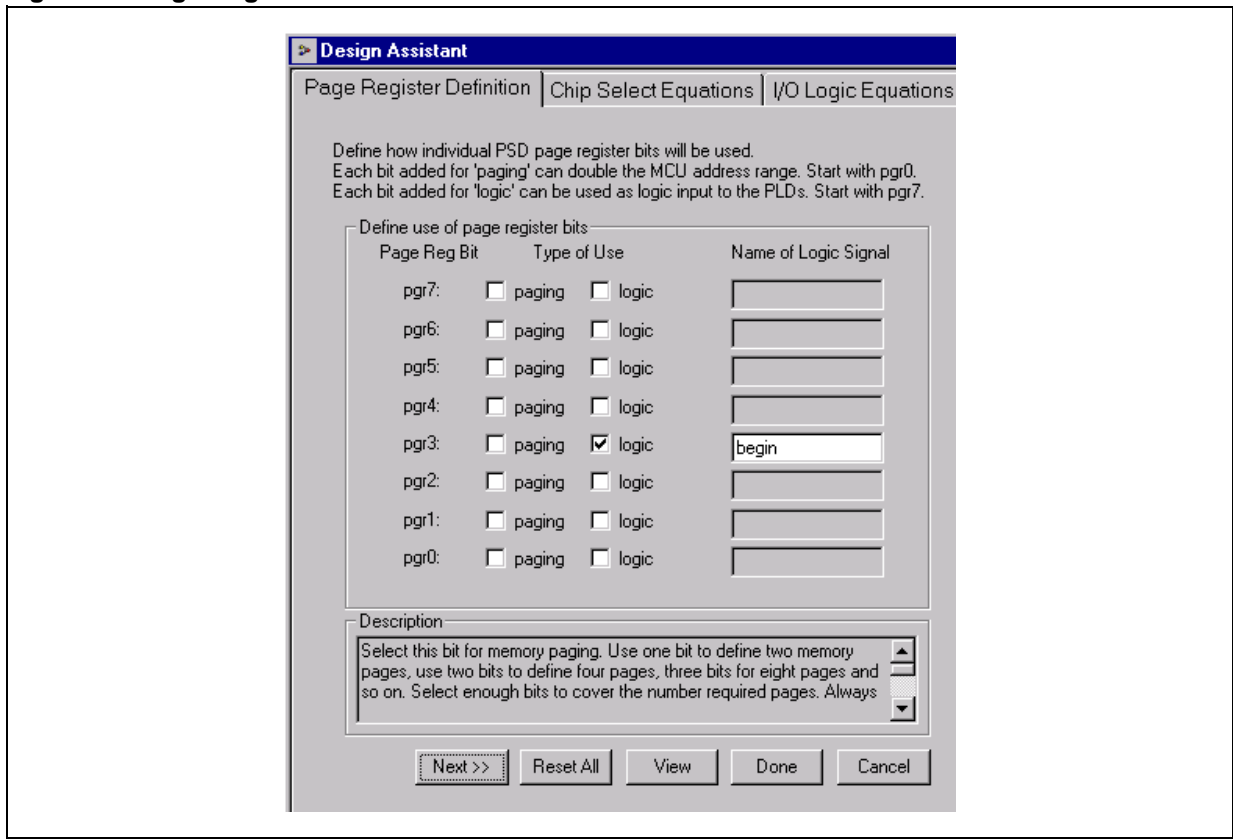 Design Assistant
Page Register Definition Chip Select Equations I/O Logic Equations
Define how individual PSD page register bits will be used.
Each bit added for 'paging' can double the MCU address range. Start with pgr0.
Each bit added for 'logic' can be used as logic input to the PLDs. Start with pgr7.
Define use of page register bits
Page Reg Bit Type of Use Name of Logic Signal
pgr7: paging logic
pgr6: paging logic
pgr5: paging logic
pgr4: paging logic
pgr3: paging logic begin
pgr2: paging logic
pgr1: paging logic
pgr0: paging logic
Description
Select this bit for memory paging. Use one bit to define two memory
pages, use two bits to define four pages, three bits for eight pages and
so on. Select enough bits to cover the number required pages. Always
Next >> Reset All View Done Cancel